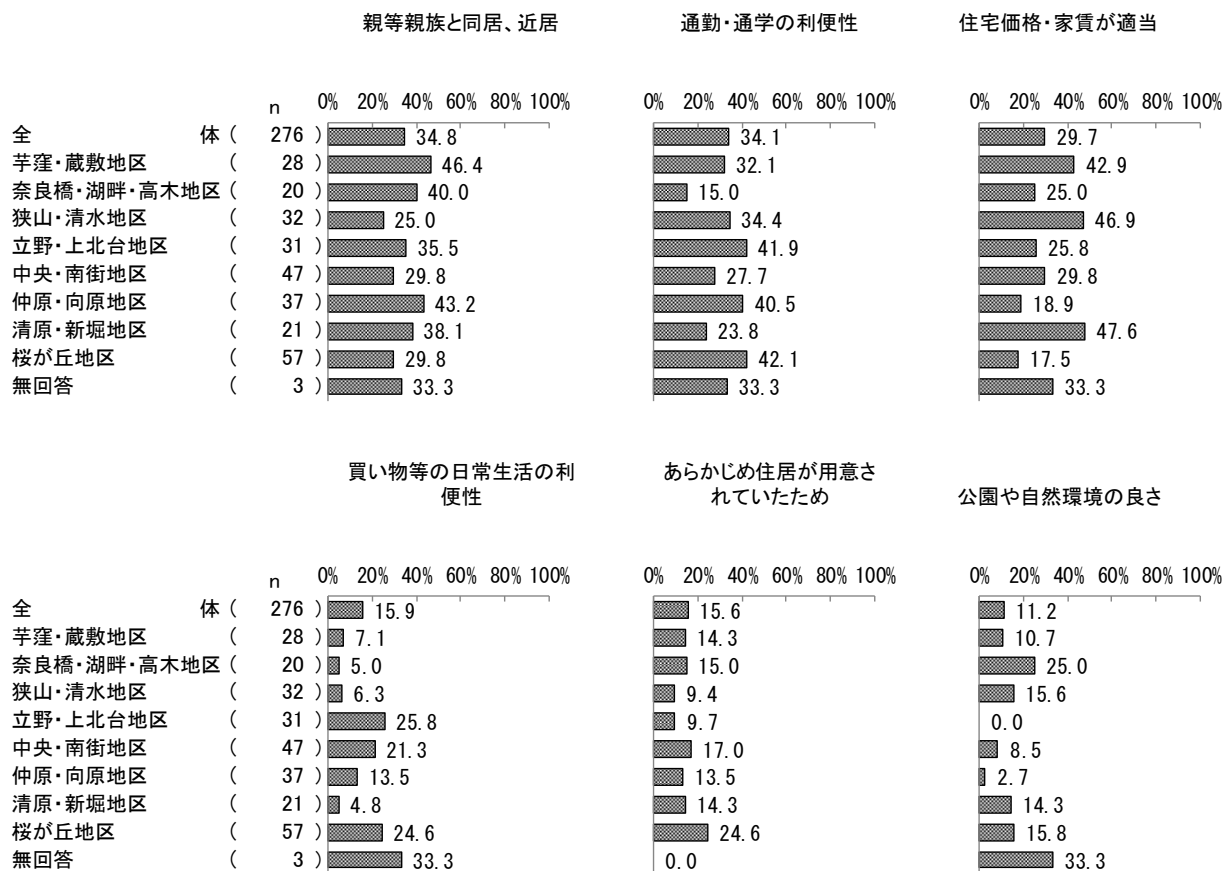 親等親族と同居、近居 通勤・通学の利便性 住宅価格・家賃が適当
n 0% 20% 40% 60% 80% 100% 0% 20% 40% 60% 80% 100% 0% 20% 40% 60% 80% 100%
全体 ( 276 ) 34.8 34.1 29.7
芋窪・蔵敷地区 ( 28 ) 46.4 32.1 42.9
奈良橋・湖畔・高木地区 ( 20 ) 40.0 15.0 25.0
狭山・清水地区 ( 32 ) 25.0 34.4 46.9
立野・上北台地区 ( 31 ) 35.5 41.9 25.8
中央・南街地区 ( 47 ) 29.8 27.7 29.8
仲原・向原地区 ( 37 ) 43.2 40.5 18.9
清原・新堀地区 ( 21 ) 38.1 23.8 47.6
桜が丘地区 ( 57 ) 29.8 42.1 17.5
無回答 ( 3 ) 33.3 33.3 33.3
買い物等の日常生活の利
便性
あらかじめ住居が用意さ
れていたため
公園や自然環境の良さ
n 0% 20% 40% 60% 80% 100% 0% 20% 40% 60% 80% 100% 0% 20% 40% 60% 80% 100%
全体 ( 276 ) 15.9 15.6 11.2
芋窪・蔵敷地区 ( 28 ) 7.1 14.3 10.7
奈良橋・湖畔・高木地区 ( 20 ) 5.0 15.0 25.0
狭山・清水地区 ( 32 ) 6.3 9.4 15.6
立野・上北台地区 ( 31 ) 25.8 9.7 0.0
中央・南街地区 ( 47 ) 21.3 17.0 8.5
仲原・向原地区 ( 37 ) 13.5 13.5 2.7
清原・新堀地区 ( 21 ) 4.8 14.3 14.3
桜が丘地区 ( 57 ) 24.6 24.6 15.8
無回答 ( 3 ) 33.3 0.0 33.3